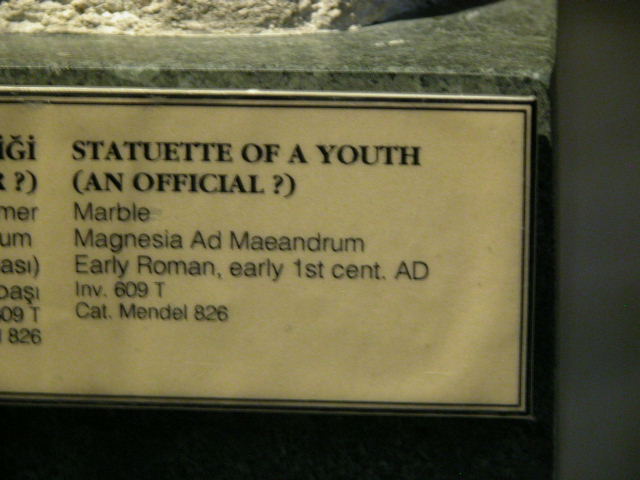 İĞİ
R ?)
mer
um
ası)
başı
609 T
l 826
STATUETTE OF A YOUTH
(AN OFFICIAL ?)
Marble
Magnesia Ad Maeandrum
Early Roman, early 1st cent. AD
Inv. 609 T
Cat. Mendel 826